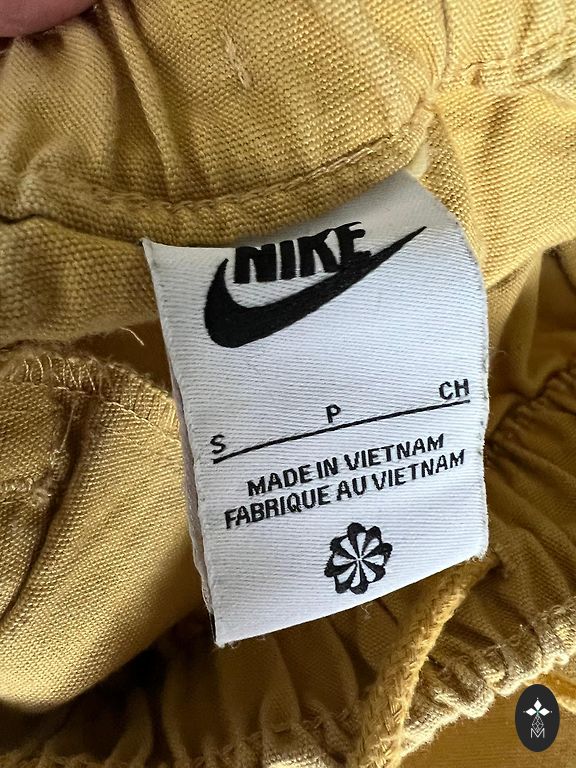 NIKE
S P CH
MADE IN VIETNAM
FABRIQUE AU VIETNAM
M